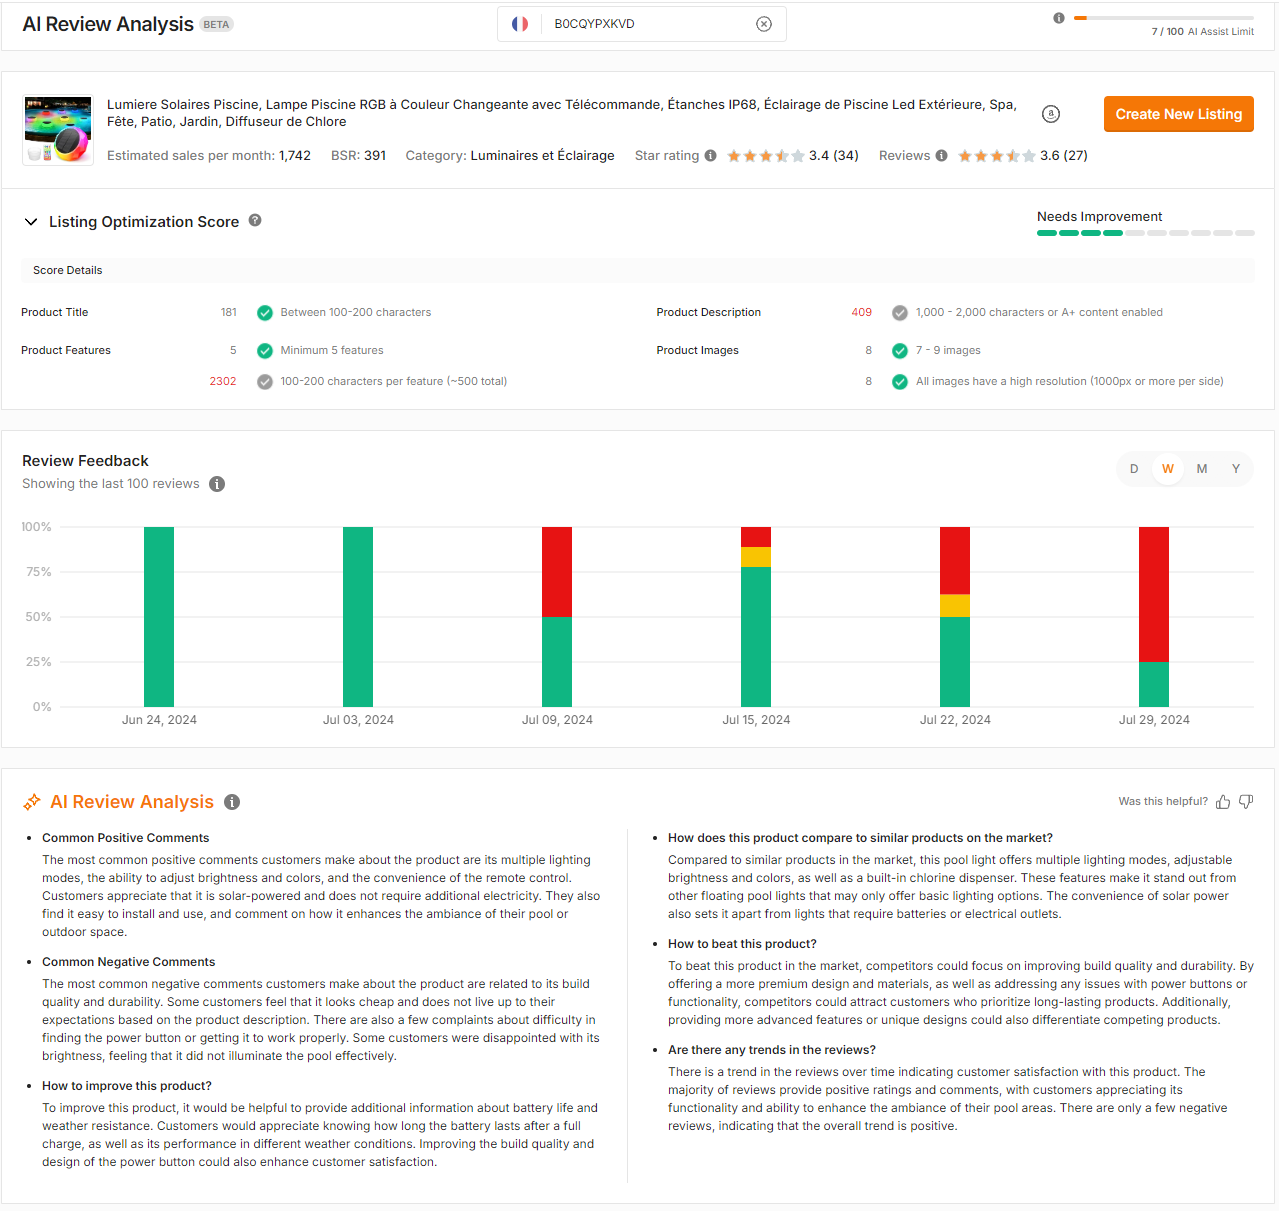 AI Review Analysis BETA
B0CQYPXKVD
7 / 100 AI Assist Limit
Lumiere Solaires Piscine, Lampe Piscine RGB à Couleur Changeante avec Télécommande, Étanches IP68, Éclairage de Piscine Led Extérieure, Spa,
Fête, Patio, Jardin, Diffuseur de Chlore
Create New Listing
Estimated sales per month: 1,742 BSR: 391 Category: Luminaires et Éclairage Star rating 3.4 (34) Reviews 3.6 (27)
Listing Optimization Score
Needs Improvement
Score Details
Product Title 181 Between 100-200 characters
Product Description 409 1,000 - 2,000 characters or A+ content enabled
Product Features 5 Minimum 5 features
Product Images 8 7 - 9 images
2302 100-200 characters per feature (~500 total)
8 All images have a high resolution (1000px or more per side)
Review Feedback
Showing the last 100 reviews
D W M Y
100%
75%
50%
25%
0%
Jun 24, 2024 Jul 03, 2024 Jul 09, 2024 Jul 15, 2024 Jul 22, 2024 Jul 29, 2024
AI Review Analysis
Was this helpful?
Common Positive Comments
The most common positive comments customers make about the product are its multiple lighting
modes, the ability to adjust brightness and colors, and the convenience of the remote control.
Customers appreciate that it is solar-powered and does not require additional electricity. They also
find it easy to install and use, and comment on how it enhances the ambiance of their pool or
outdoor space.
Common Negative Comments
The most common negative comments customers make about the product are related to its build
quality and durability. Some customers feel that it looks cheap and does not live up to their
expectations based on the product description. There are also a few complaints about difficulty in
finding the power button or getting it to work properly. Some customers were disappointed with its
brightness, feeling that it did not illuminate the pool effectively.
How to improve this product?
To improve this product, it would be helpful to provide additional information about battery life and
weather resistance. Customers would appreciate knowing how long the battery lasts after a full
charge, as well as its performance in different weather conditions. Improving the build quality and
design of the power button could also enhance customer satisfaction.
How does this product compare to similar products on the market?
Compared to similar products in the market, this pool light offers multiple lighting modes, adjustable
brightness and colors, as well as a built-in chlorine dispenser. These features make it stand out from
other floating pool lights that may only offer basic lighting options. The convenience of solar power
also sets it apart from lights that require batteries or electrical outlets.
How to beat this product?
To beat this product in the market, competitors could focus on improving build quality and durability. By
offering a more premium design and materials, as well as addressing any issues with power buttons or
functionality, competitors could attract customers who prioritize long-lasting products. Additionally,
providing more advanced features or unique designs could also differentiate competing products.
Are there any trends in the reviews?
There is a trend in the reviews over time indicating customer satisfaction with this product. The
majority of reviews provide positive ratings and comments, with customers appreciating its
functionality and ability to enhance the ambiance of their pool areas. There are only a few negative
reviews, indicating that the overall trend is positive.